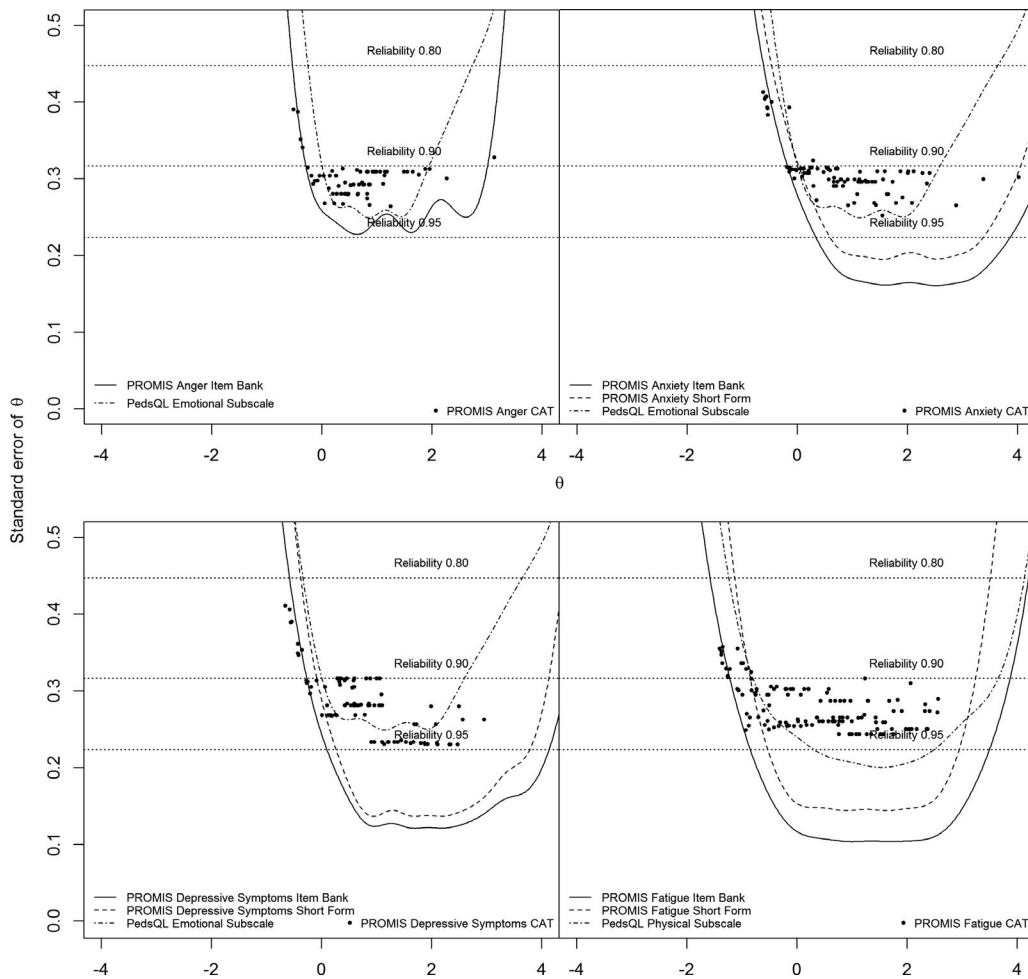 0.5
0.4
0.3
0.2
0.1
0.0
Reliability 0.80
Reliability 0.90
Reliability 0.95
PROMIS Anger Item Bank
PedsQL Emotional Subscale
PROMIS Anger CAT
Reliability 0.80
Reliability 0.90
Reliability 0.95
PROMIS Anxiety Item Bank
PROMIS Anxiety Short Form
PedsQL Emotional Subscale
PROMIS Anxiety CAT
-4 -2 0 2 4 -4 -2 0 2 4
θ
Standard error of θ
0.5
0.4
0.3
0.2
0.1
0.0
Reliability 0.80
Reliability 0.90
Reliability 0.95
PROMIS Depressive Symptoms Item Bank
PROMIS Depressive Symptoms Short Form
PedsQL Emotional Subscale
PROMIS Depressive Symptoms CAT
Reliability 0.80
Reliability 0.90
Reliability 0.95
PROMIS Fatigue Item Bank
PROMIS Fatigue Short Form
PedsQL Physical Subscale
PROMIS Fatigue CAT
-4 -2 0 2 4 -4 -2 0 2 4